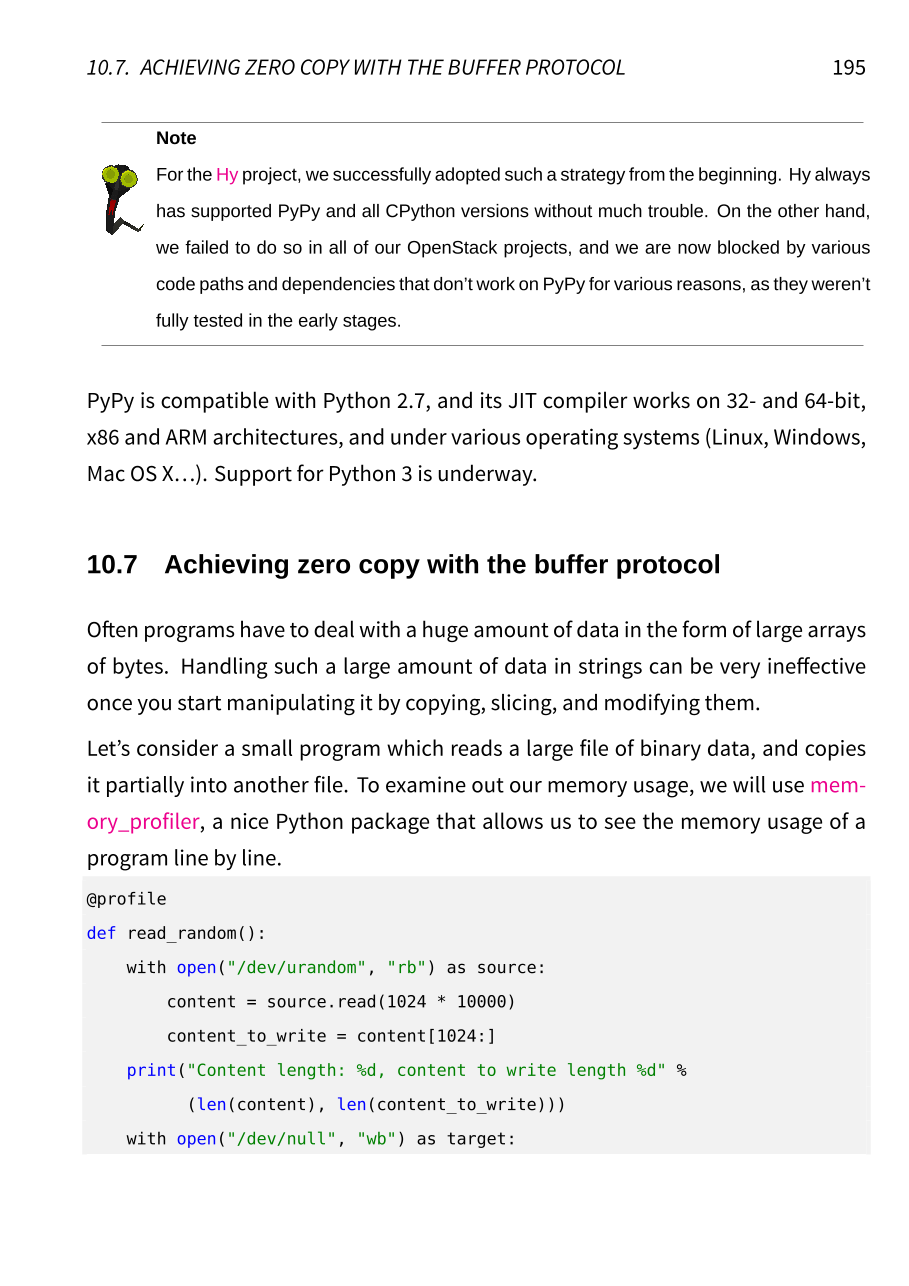 10.7. ACHIEVING ZERO COPY WITH THE BUFFER PROTOCOL 195
Note
For the Hy project, we successfully adopted such a strategy from the beginning. Hy always
has supported PyPy and all CPython versions without much trouble. On the other hand,
we failed to do so in all of our OpenStack projects, and we are now blocked by various
code paths and dependencies that don’t work on PyPy for various reasons, as they weren’t
fully tested in the early stages.
PyPy is compatible with Python 2.7, and its JIT compiler works on 32- and 64-bit,
x86 and ARM architectures, and under various operating systems (Linux, Windows,
Mac OS X…). Support for Python 3 is underway.
10.7 Achieving zero copy with the buffer protocol
Often programs have to deal with a huge amount of data in the form of large arrays
of bytes. Handling such a large amount of data in strings can be very ineffective
once you start manipulating it by copying, slicing, and modifying them.
Let’s consider a small program which reads a large file of binary data, and copies
it partially into another file. To examine out our memory usage, we will use mem-
ory_profiler, a nice Python package that allows us to see the memory usage of a
program line by line.
@profile
def read_random():
    with open("/dev/urandom", "rb") as source:
        content = source.read(1024 * 10000)
        content_to_write = content[1024:]
    print("Content length: %d, content to write length %d" %
          (len(content), len(content_to_write)))
    with open("/dev/null", "wb") as target: